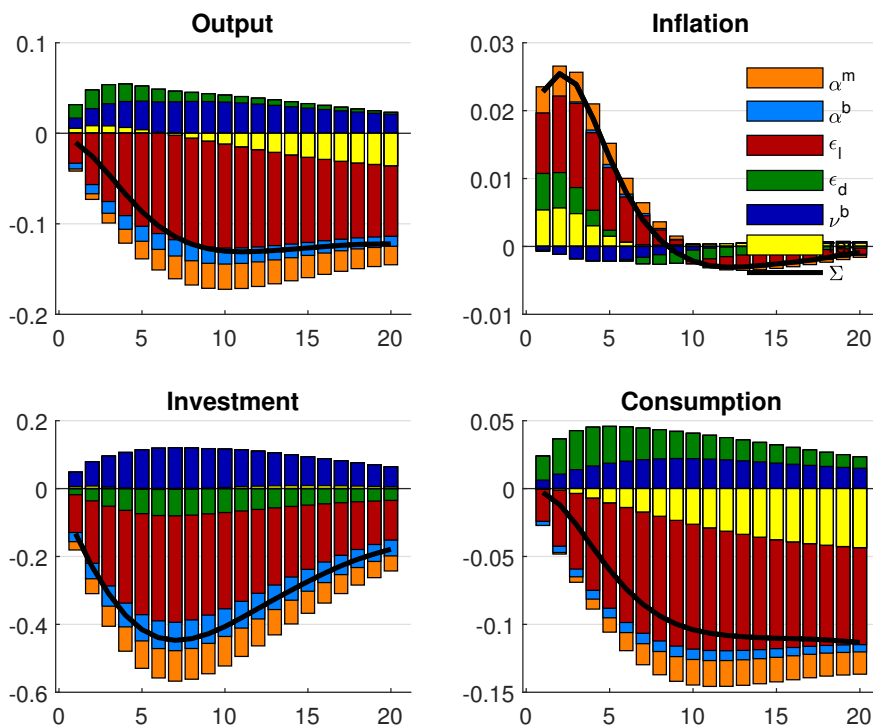 Output
0.1
0
-0.1
-0.2
0 5 10 15 20
Inflation
0.03
0.02
0.01
0
-0.01
0 5 10 15 20
α^m
α^b
ϵ_l
ϵ_d
ν^b
Σ
Investment
0.2
0
-0.2
-0.4
-0.6
0 5 10 15 20
Consumption
0.05
0
-0.05
-0.1
-0.15
0 5 10 15 20